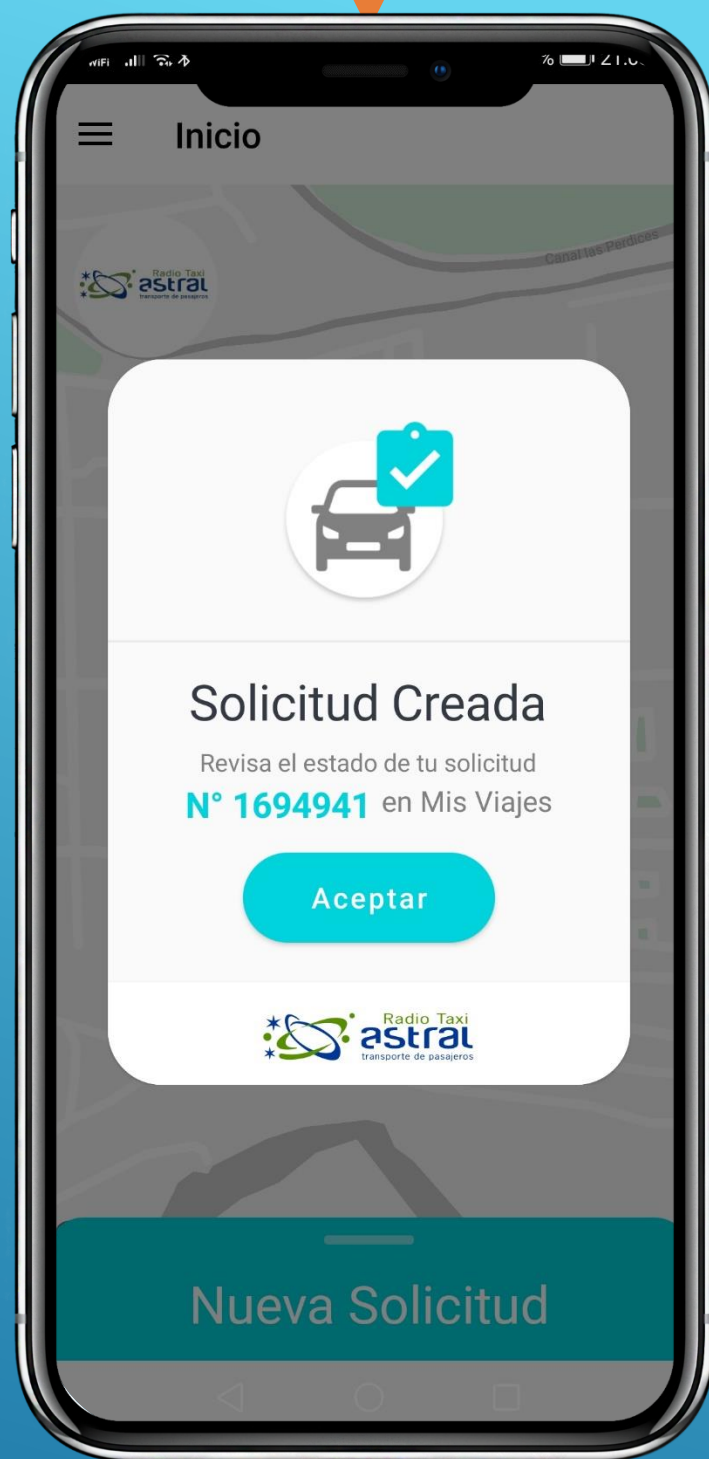 WiFi
Inicio
Canal las Perdices
Radio Taxi
astral
transporte de pasajeros
Solicitud Creada
Revisa el estado de tu solicitud
N° 1694941 en Mis Viajes
Aceptar
Radio Taxi
astral
transporte de pasajeros
Nueva Solicitud